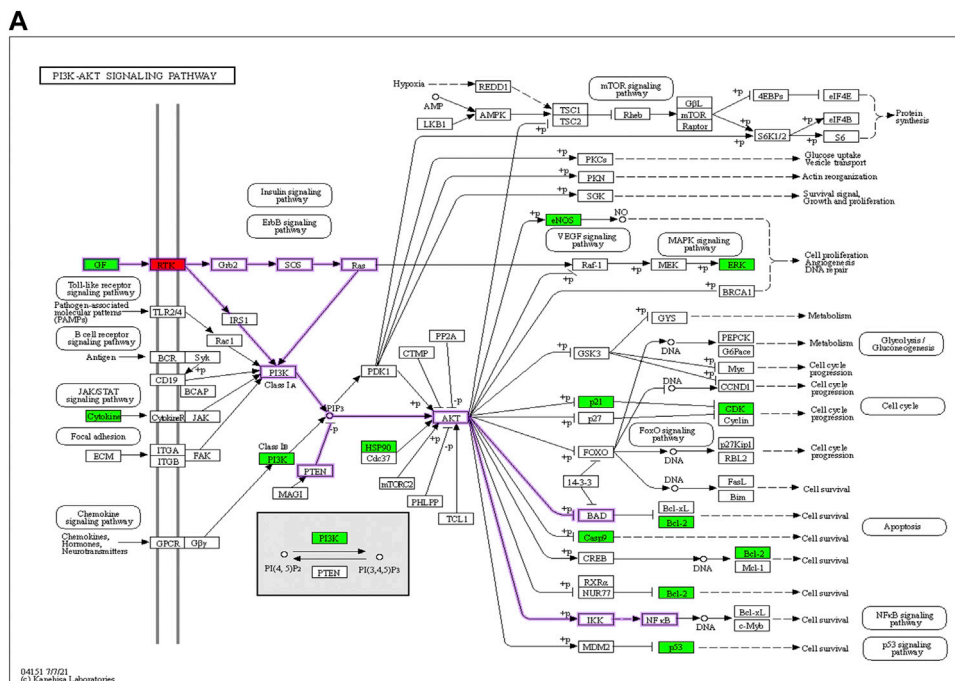 A
PI3K-AKT SIGNALING PATHWAY
Hypoxia
REDD1
AMP
LKB1
AMPK
+p
TSC1
TSC2
mTOR signaling
pathway
Rheb
GβL
mTOR
Raptor
+p
+p
4EBPs
eIF4E
S6K1/2
+p
eIF4B
+p
S6
Protein
synthesis
+p
PKCs
Glucose uptake
Vesicle transport
+p
PKN
Actin reorganization
+p
SGK
Survival signal,
Growth and proliferation
Insulin signaling
pathway
ErbB signaling
pathway
+p
eNOS
NO
VEGF signaling
pathway
MAPK signaling
pathway
GF
RTK
Grb2
SOS
Ras
Raf-1
+p
MEK
+p
ERK
+p
BRCA1
Cell proliferation
Angiogenesis
DNA repair
Toll-like receptor
signaling pathway
Pathogen-associated
molecular patterns
(PAMPs)
TLR2/4
Rac1
IRS1
B cell receptor
signaling pathway
Antigen
BCR
Syk
+p
CD19
BCAP
PI3K
Class IA
PDK1
CTMP
PP2A
-p
+p
GSK3
GYS
Metabolism
DNA
PEPCK
G6Pace
Metabolism
Glycolysis /
Gluconeogenesis
Myc
Cell cycle
progression
DNA
CCND1
Cell cycle
progression
JAK/STAT
signaling pathway
Cytokine
CytokineR
JAK
PIP3
+p
AKT
-p
+p
p21
+p
p27
CDK
Cyclin
Cell cycle
progression
Cell cycle
Focal adhesion
ECM
ITGA
ITGB
FAK
Class IB
PI3K
PTEN
MAGI
HSP90
Cdc37
mTORC2
+p
-p
PHLPP
TCL1
+p
FOXO
FoxO signaling
pathway
DNA
p27Kip1
RBL2
Cell cycle
progression
14-3-3
DNA
FasL
Bim
Cell survival
Chemokine
signaling pathway
Chemokines,
Hormones,
Neurotransmitters
GPCR
Gβγ
PI3K
PI(4,5)P2
PI(3,4,5)P3
PTEN
+p
BAD
Bcl-xL
Bcl-2
Cell survival
Apoptosis
+p
Casp9
Cell survival
+p
CREB
DNA
Bcl-2
Mcl-1
Cell survival
+p
RXRα
NUR77
Bcl-2
Cell survival
+p
IKK
NFκB
DNA
Bcl-xL
c-Myb
Cell survival
NFκB signaling
pathway
+p
MDM2
p53
Cell survival
p53 signaling
pathway
04151 7/7/21
(c) Kanehisa Laboratories